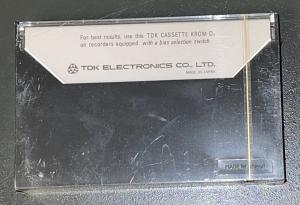 For best results, use this TDK CASSETTE KROM-O₂
on recorders equipped with a bias selection switch
TDK ELECTRONICS CO., LTD.
MADE IN JAPAN